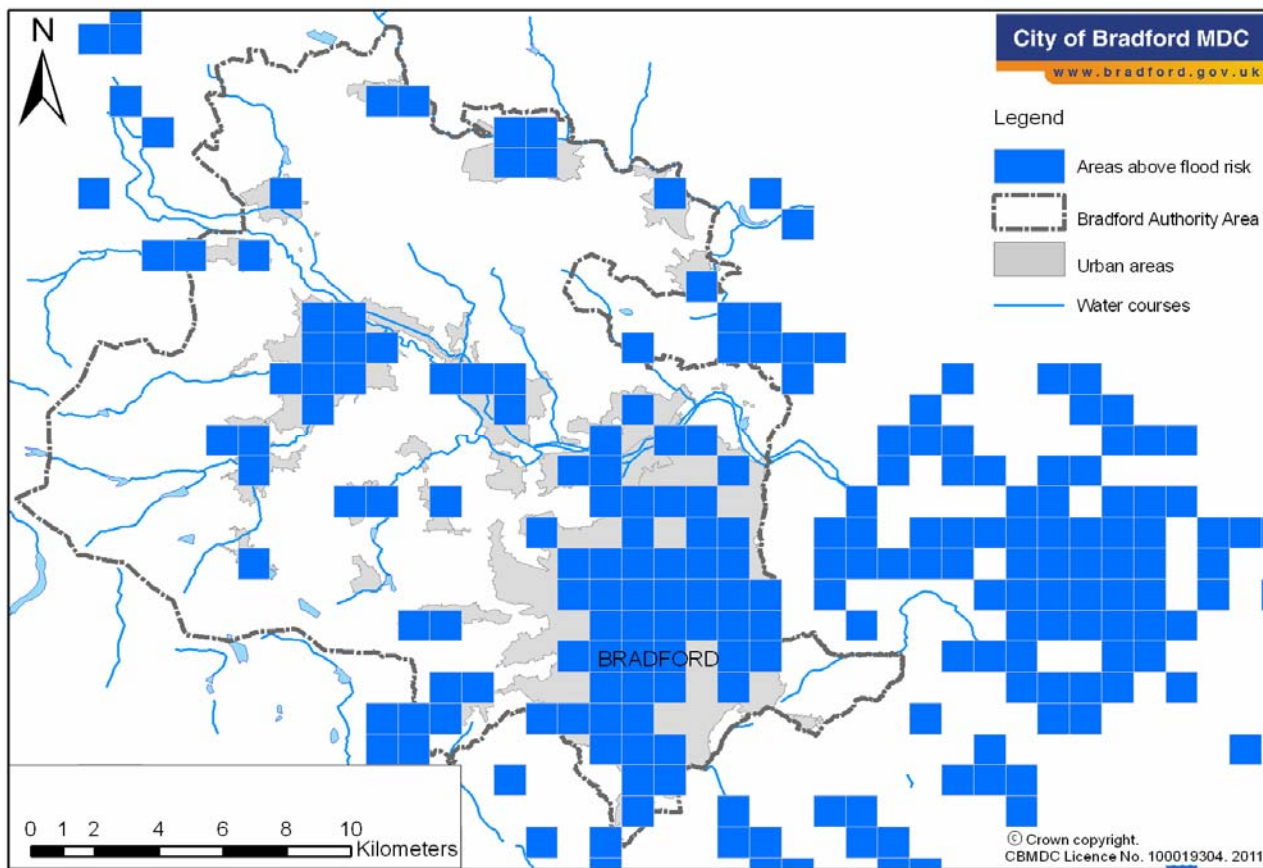 N
City of Bradford MDC
www.bradford.gov.uk
Legend
Areas above flood risk
Bradford Authority Area
Urban areas
Water courses
BRADFORD
0 1 2 4 6 8 10
Kilometers
© Crown copyright.
CBMDC Licence No. 100019304. 2011